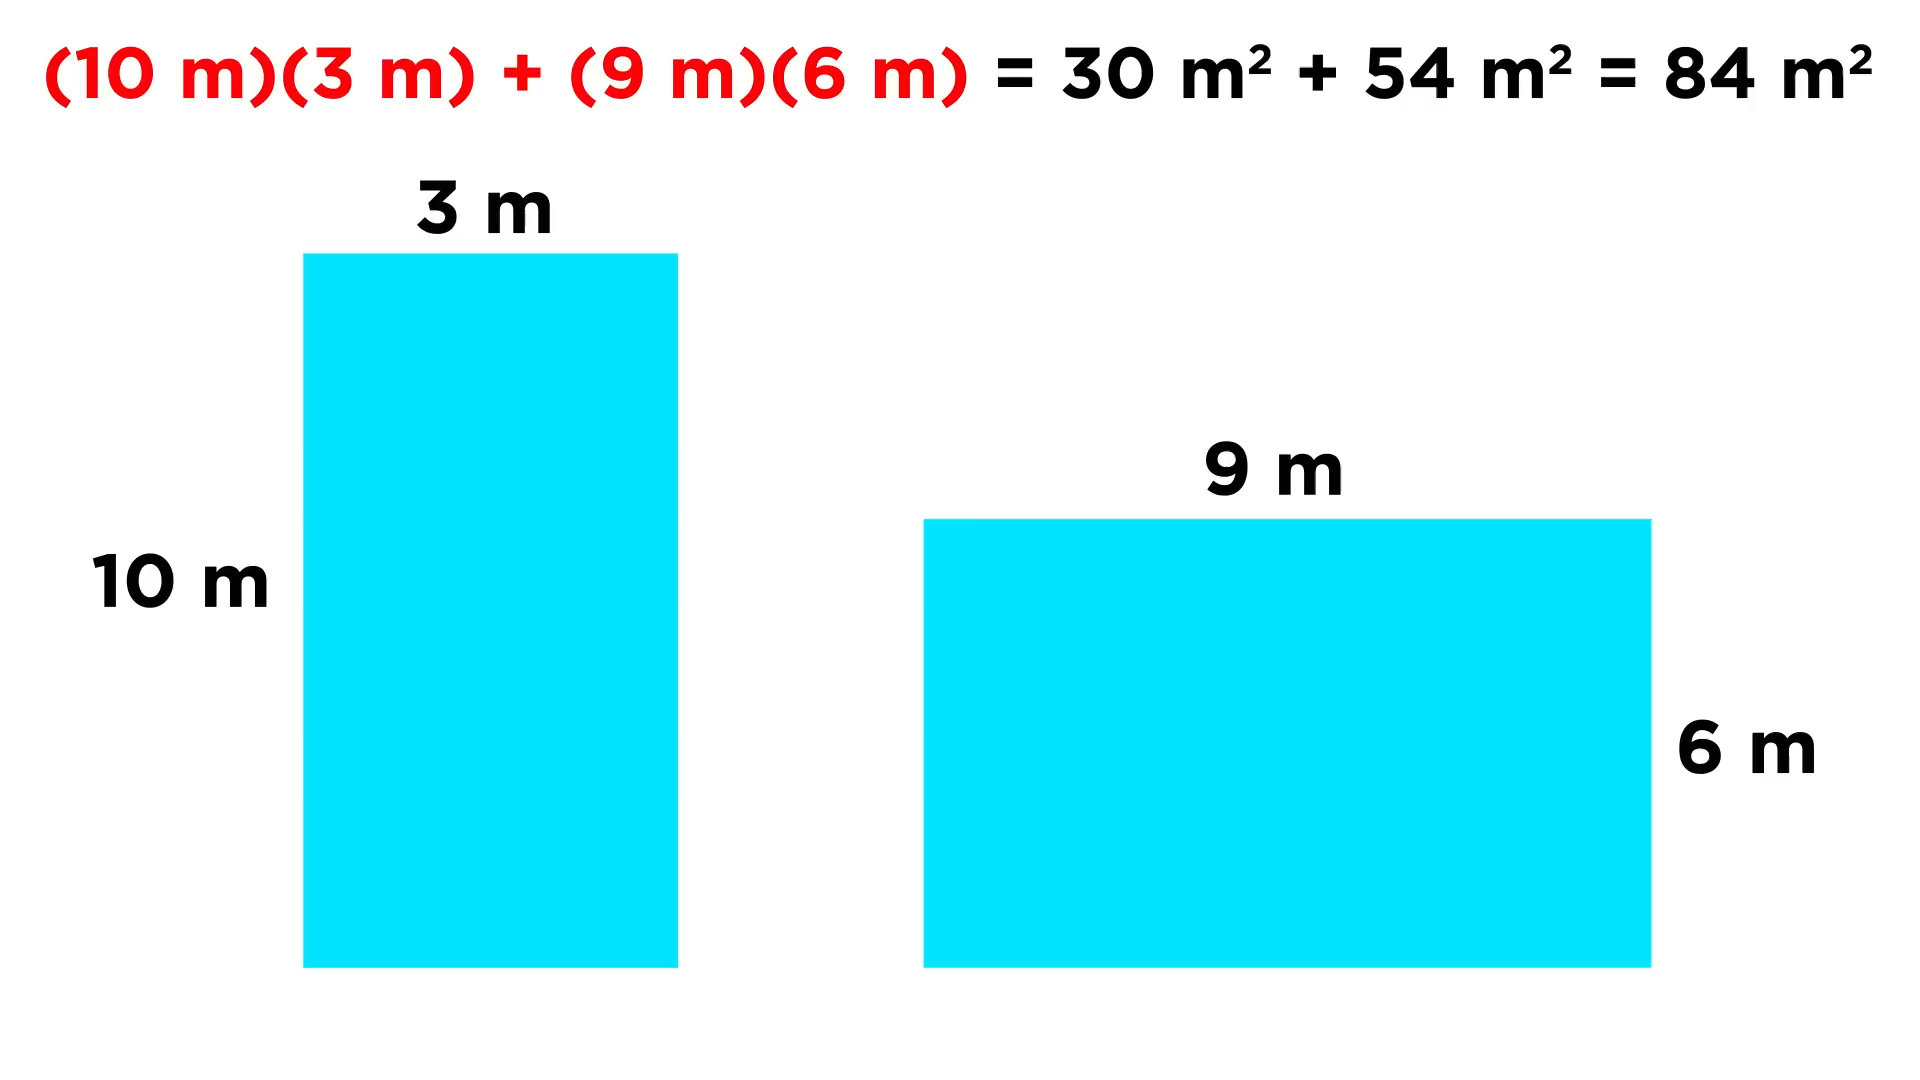 (10 m)(3 m) + (9 m)(6 m) = 30 m² + 54 m² = 84 m²
3 m
9 m
10 m
6 m